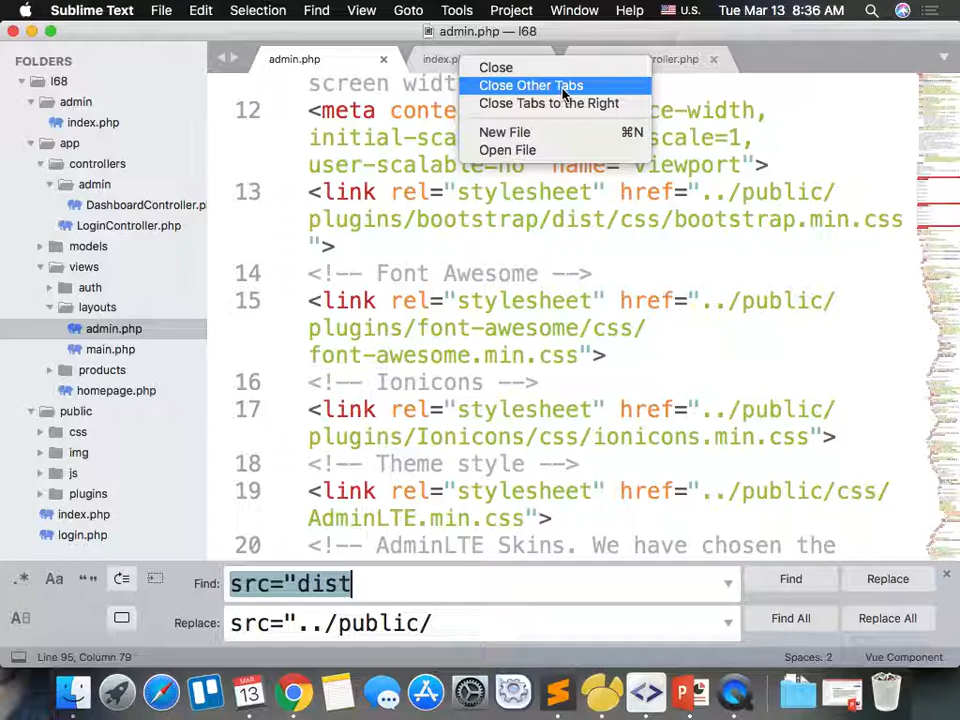 Sublime Text File Edit Selection Find View Goto Tools Project Window Help U.S. Tue Mar 13 8:36 AM
admin.php — l68
FOLDERS
l68
admin
index.php
app
controllers
admin
DashboardController.p
LoginController.php
models
views
auth
layouts
admin.php
main.php
products
homepage.php
public
css
img
js
plugins
index.php
login.php
admin.php × index.p ller.php ×
Close
Close Other Tabs
Close Tabs to the Right
New File ⌘N
Open File
screen widt
12 <meta conte ce-width,
initial-sca scale=1,
user-scalable=no" name="viewport">
13 <link rel="stylesheet" href="../public/
plugins/bootstrap/dist/css/bootstrap.min.css
">
14 <!-- Font Awesome -->
15 <link rel="stylesheet" href="../public/
plugins/font-awesome/css/
font-awesome.min.css">
16 <!-- Ionicons -->
17 <link rel="stylesheet" href="../public/
plugins/Ionicons/css/ionicons.min.css">
18 <!-- Theme style -->
19 <link rel="stylesheet" href="../public/css/
AdminLTE.min.css">
20 <!-- AdminLTE Skins. We have chosen the
.* Aa “” Find: src="dist Find Replace
Replace: src="../public/ Find All Replace All
Line 95, Column 79 Spaces: 2 Vue Component
MAR
13